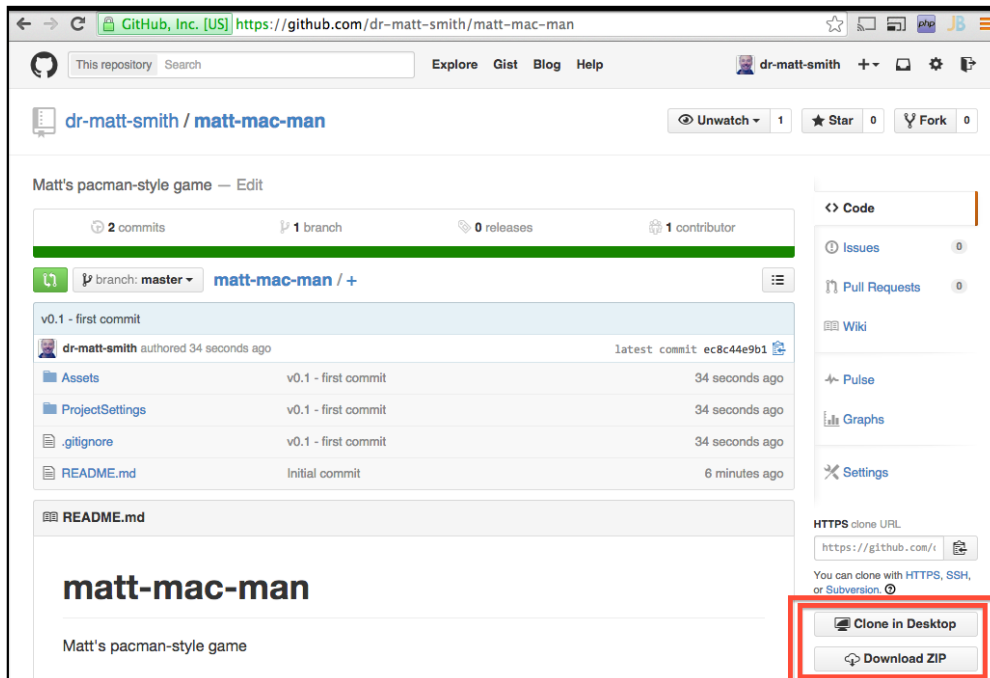 GitHub, Inc. [US] https://github.com/dr-matt-smith/matt-mac-man
php JB
This repository Search Explore Gist Blog Help dr-matt-smith +
dr-matt-smith / matt-mac-man Unwatch 1 Star 0 Fork 0
Matt's pacman-style game — Edit
<> Code
2 commits 1 branch 0 releases 1 contributor
Issues 0
branch: master matt-mac-man / +
Pull Requests 0
v0.1 - first commit
Wiki
dr-matt-smith authored 34 seconds ago latest commit ec8c44e9b1
Assets v0.1 - first commit 34 seconds ago
Pulse
ProjectSettings v0.1 - first commit 34 seconds ago
Graphs
.gitignore v0.1 - first commit 34 seconds ago
README.md Initial commit 6 minutes ago
Settings
README.md
HTTPS clone URL
https://github.com/
You can clone with HTTPS, SSH,
or Subversion.
matt-mac-man
Clone in Desktop
Matt's pacman-style game
Download ZIP